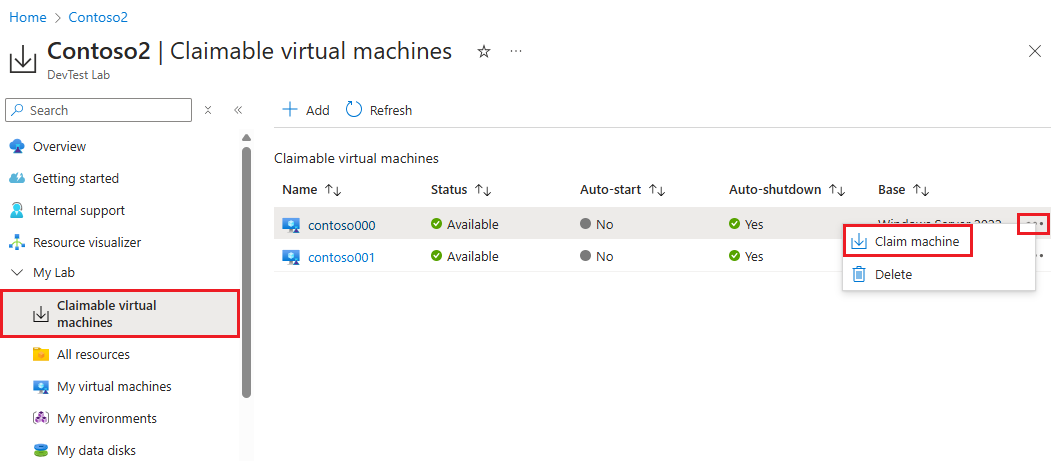 Home > Contoso2
Contoso2 | Claimable virtual machines
DevTest Lab
Search
Add Refresh
Overview
Getting started
Internal support
Resource visualizer
My Lab
Claimable virtual
machines
All resources
My virtual machines
My environments
My data disks
Claimable virtual machines
Name Status Auto-start Auto-shutdown Base
contoso000 Available No Yes
contoso001 Available No Yes
Claim machine
Delete